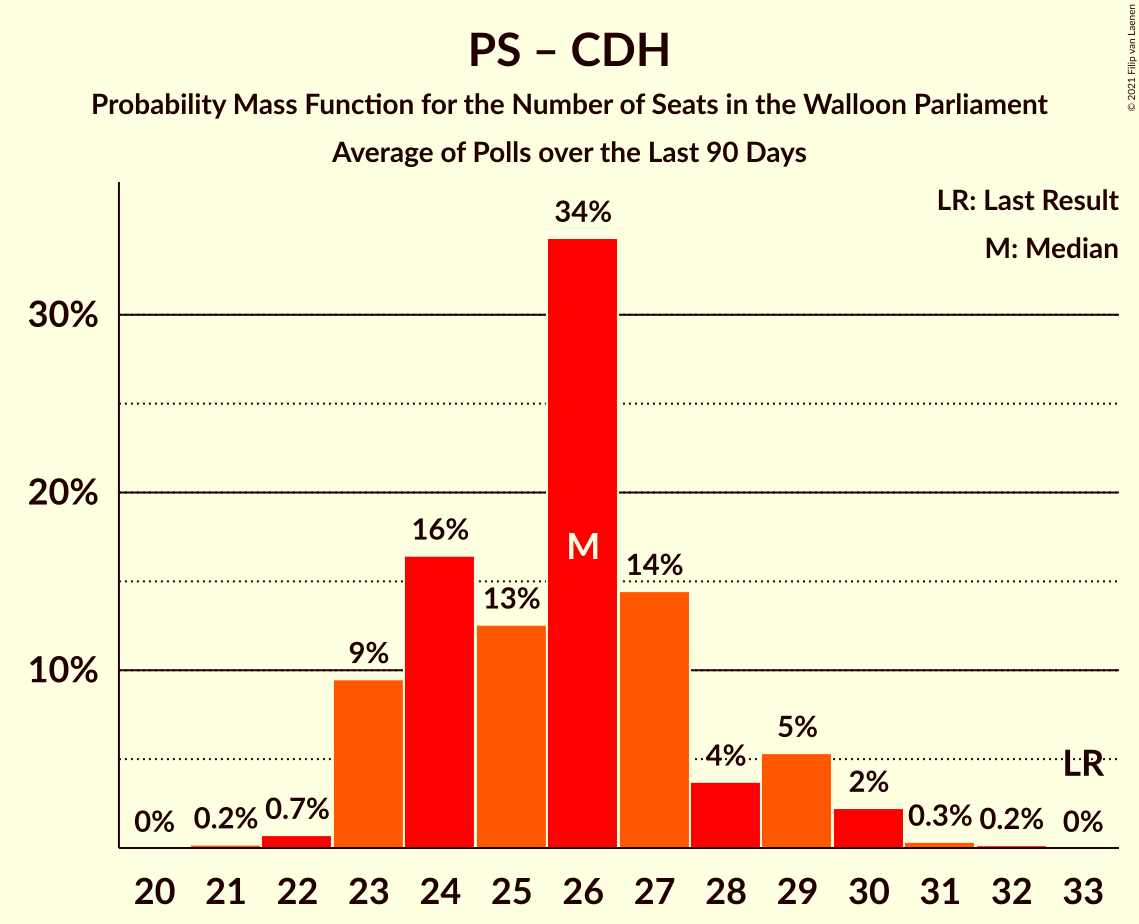 PS – CDH
Probability Mass Function for the Number of Seats in the Walloon Parliament
Average of Polls over the Last 90 Days
© 2021 Filip van Laenen
LR: Last Result
M: Median
30%
20%
10%
0%
0.2%
0.7%
9%
16%
13%
34%
M
14%
4%
5%
2%
0.3%
0.2%
LR
0%
20 21 22 23 24 25 26 27 28 29 30 31 32 33